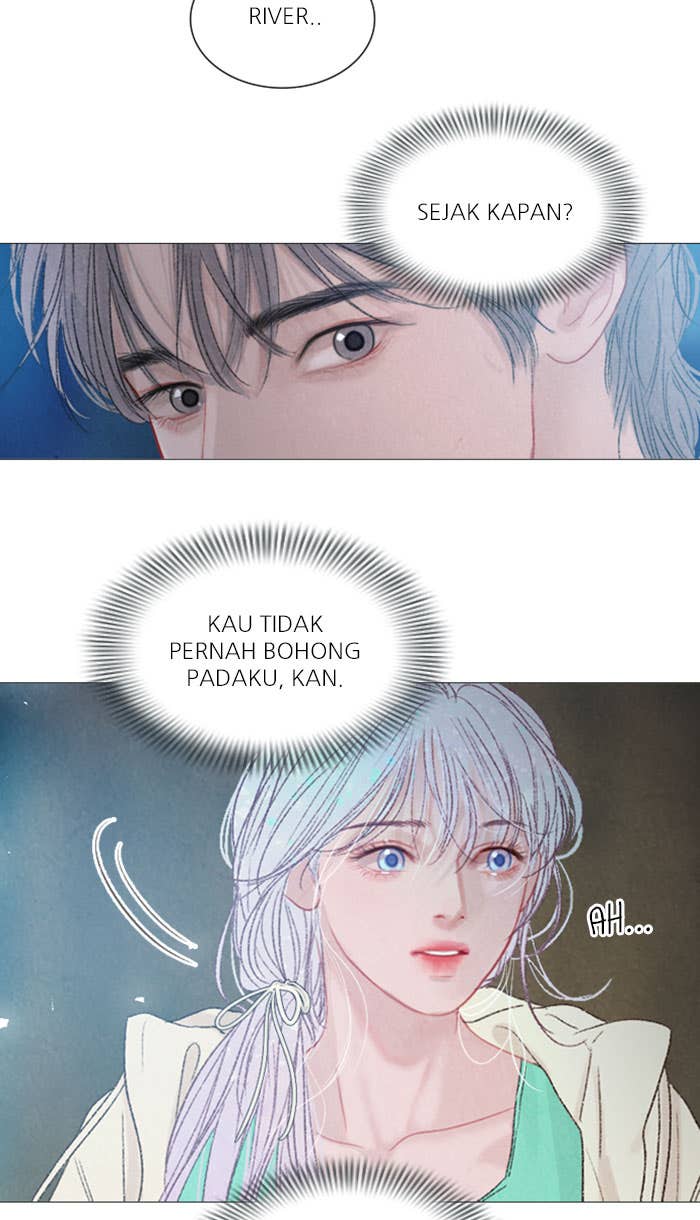 RIVER..
SEJAK KAPAN?
KAU TIDAK
PERNAH BOHONG
PADAKU, KAN.
AH...